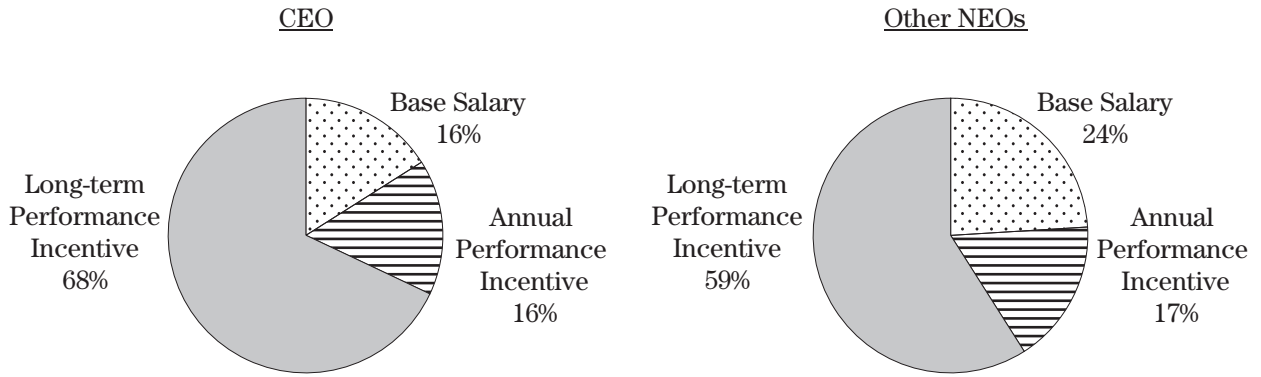 CEO
Base Salary
16%
Long-term
Performance
Incentive
68%
Annual
Performance
Incentive
16%
Other NEOs
Base Salary
24%
Long-term
Performance
Incentive
59%
Annual
Performance
Incentive
17%